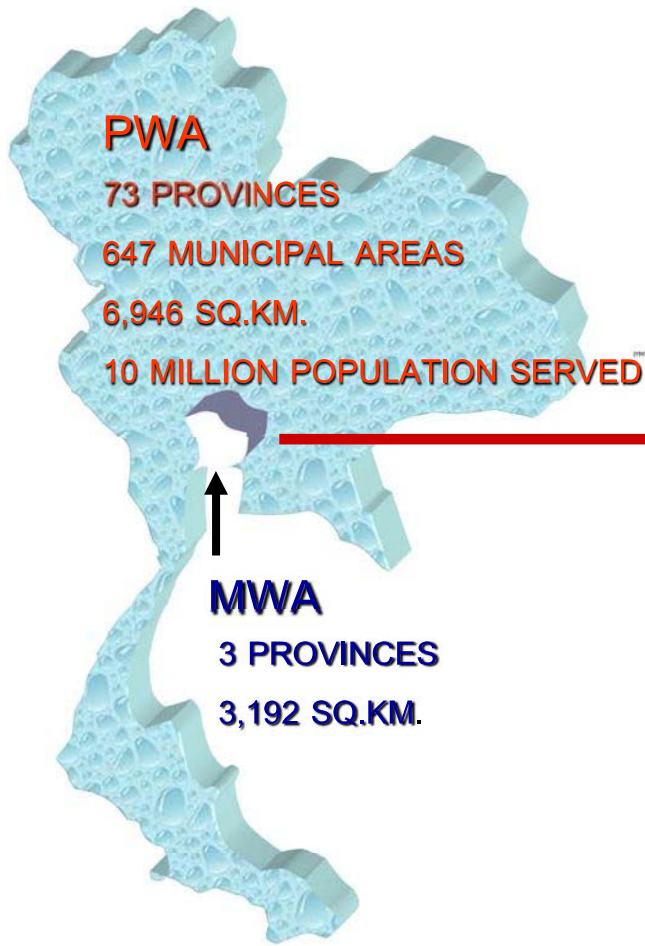 PWA
73 PROVINCES
647 MUNICIPAL AREAS
6,946 SQ.KM.
10 MILLION POPULATION SERVED
MWA
3 PROVINCES
3,192 SQ.KM.